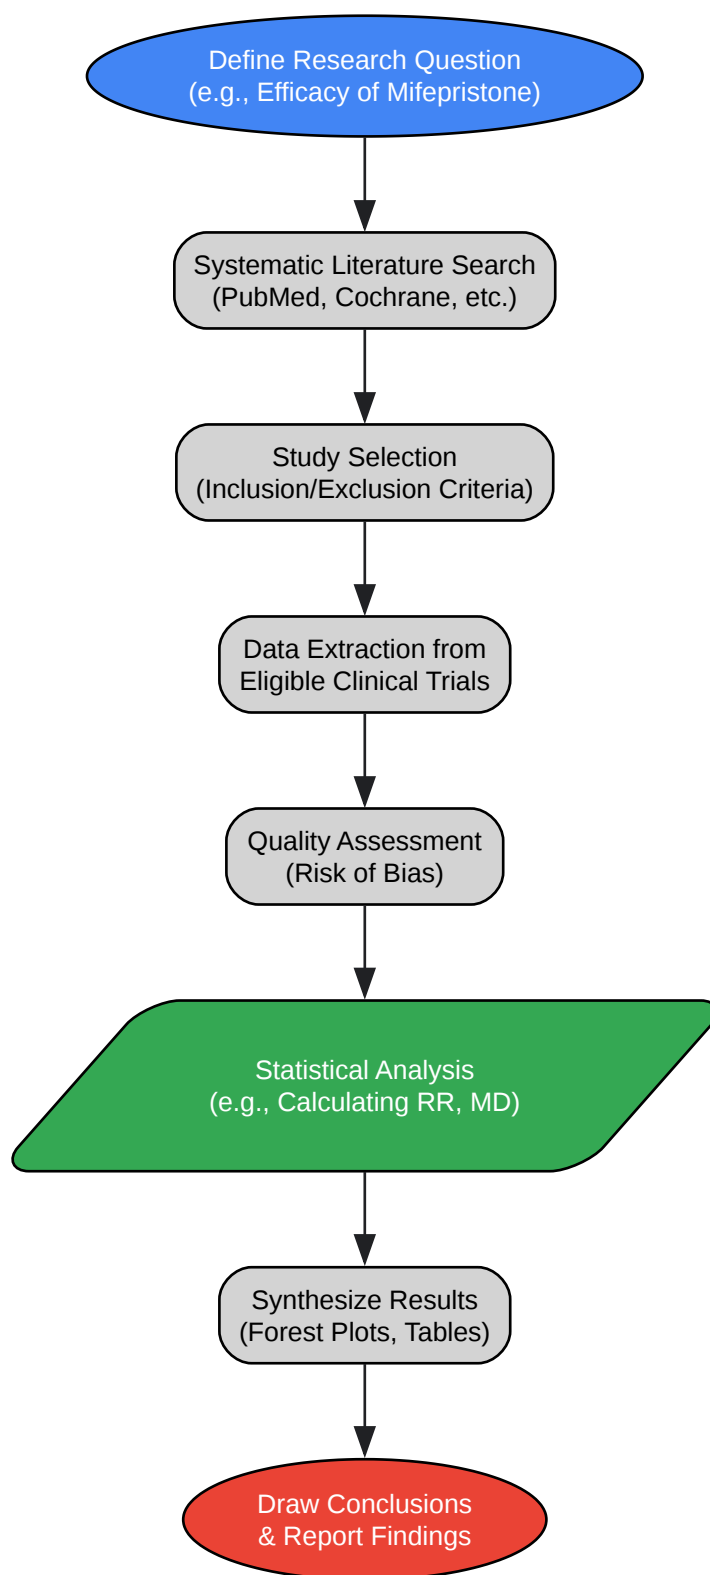 Define Research Question
(e.g., Efficacy of Mifepristone)
Systematic Literature Search
(PubMed, Cochrane, etc.)
Study Selection
(Inclusion/Exclusion Criteria)
Data Extraction from
Eligible Clinical Trials
Quality Assessment
(Risk of Bias)
Statistical Analysis
(e.g., Calculating RR, MD)
Synthesize Results
(Forest Plots, Tables)
Draw Conclusions
& Report Findings